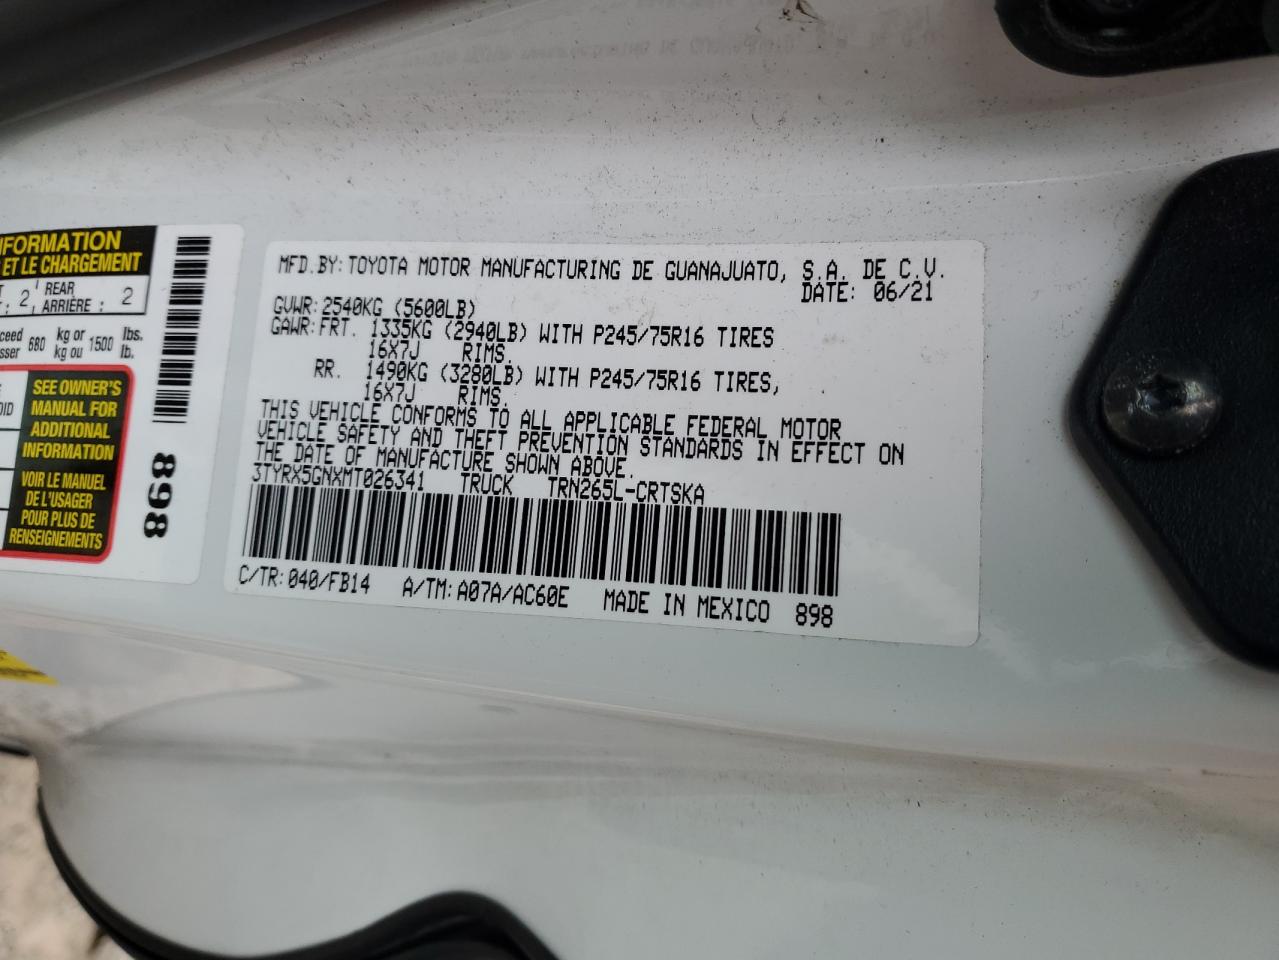 NFORMATION
ET LE CHARGEMENT
: 2 REAR ARRIÈRE : 2
680 kg or kg ou 1500 lbs. lb.
SEE OWNER'S
MANUAL FOR
ADDITIONAL
INFORMATION
VOIR LE MANUEL
DE L'USAGER
POUR PLUS DE
RENSEIGNEMENTS
898
MFD.BY: TOYOTA MOTOR MANUFACTURING DE GUANAJUATO, S.A. DE C.V.
DATE: 06/21
GVWR: 2540KG (5600LB)
GAWR: FRT. 1335KG (2940LB) WITH P245/75R16 TIRES
16X7J RIMS.
RR. 1490KG (3280LB) WITH P245/75R16 TIRES,
16X7J RIMS.
THIS VEHICLE CONFORMS TO ALL APPLICABLE FEDERAL MOTOR
VEHICLE SAFETY AND THEFT PREVENTION STANDARDS IN EFFECT ON
THE DATE OF MANUFACTURE SHOWN ABOVE.
3TYRX5GNXMT026341 TRUCK TRN265L-CRTSKA
C/TR: 040/FB14 A/TM: A07A/AC60E MADE IN MEXICO 898